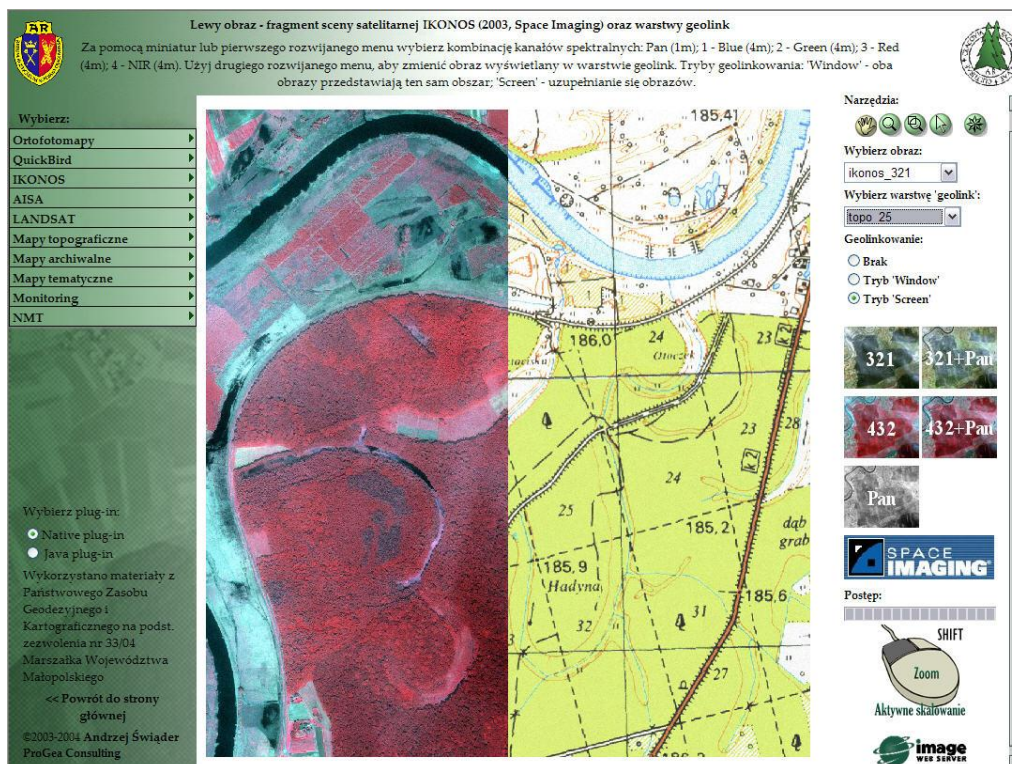 Lewy obraz - fragment sceny satelitarnej IKONOS (2003, Space Imaging) oraz warstwy geolink
Za pomocą miniatur lub pierwszego rozwijanego menu wybierz kombinację kanałów spektralnych: Pan (1m); 1 - Blue (4m); 2 - Green (4m); 3 - Red
(4m); 4 - NIR (4m). Użyj drugiego rozwijanego menu, aby zmienić obraz wyświetlany w warstwie geolink. Tryby geolinkowania: 'Window' - oba
obrazy przedstawiają ten sam obszar; 'Screen' - uzupełnianie się obrazów.
AR
Wybierz:
Ortofotomapy
QuickBird
IKONOS
AISA
LANDSAT
Mapy topograficzne
Mapy archiwalne
Mapy tematyczne
Monitoring
NMT
Wybierz plug-in:
Native plug-in
Java plug-in
Wykorzystano materiały z
Państwowego Zasobu
Geodezyjnego i
Kartograficznego na podst.
zezwolenia nr 33/04
Marszałka Województwa
Małopolskiego
<< Powrót do strony
głównej
©2003-2004 Andrzej Świąder
ProGea Consulting
185,41
186,0
24
Otoczek
23
k 2
28
23
k 2
24
25
185,2
dąb
grab
185,9
Hadyna
185,6
31
32
27
Narzędzia:
Wybierz obraz:
ikonos_321
Wybierz warstwę 'geolink':
topo_25
Geolinkowanie:
Brak
Tryb 'Window'
Tryb 'Screen'
321
321+Pan
432
432+Pan
Pan
SPACE
IMAGING
Postęp:
SHIFT
Zoom
Aktywne skalowanie
image
WEB SERVER